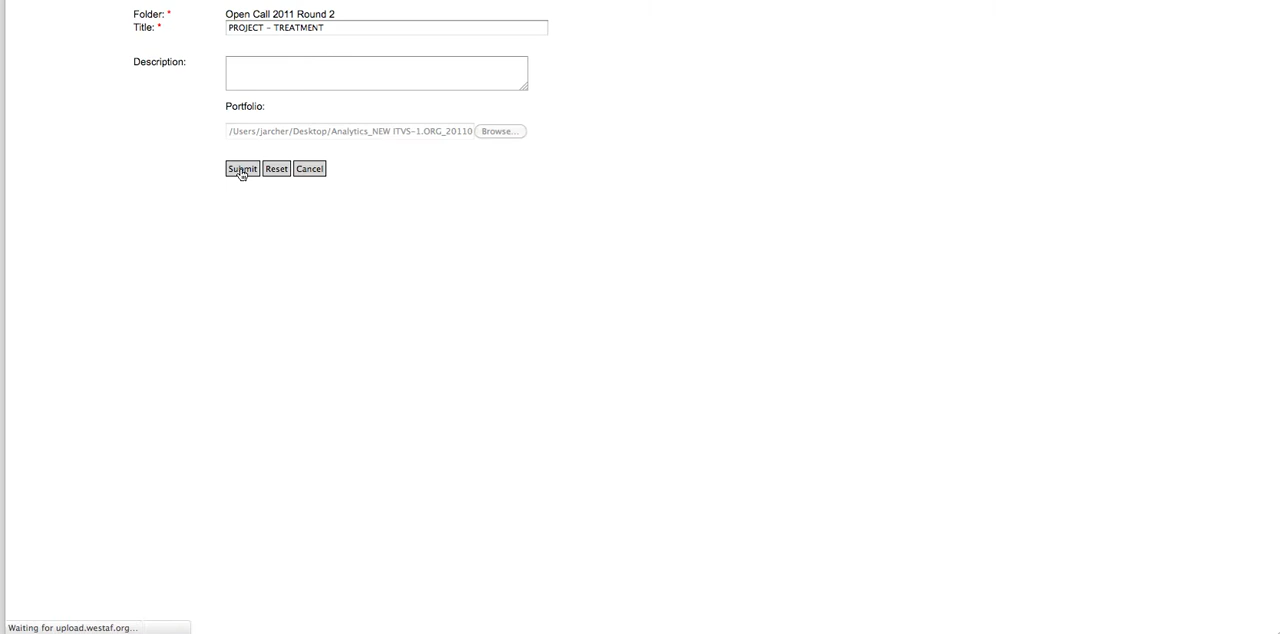 Folder: * Open Call 2011 Round 2
Title: * PROJECT - TREATMENT
Description:
Portfolio:
/Users/jarcher/Desktop/Analytics_NEW ITVS-1.ORG_20110 Browse...
Submit Reset Cancel
Waiting for upload.westaf.org...